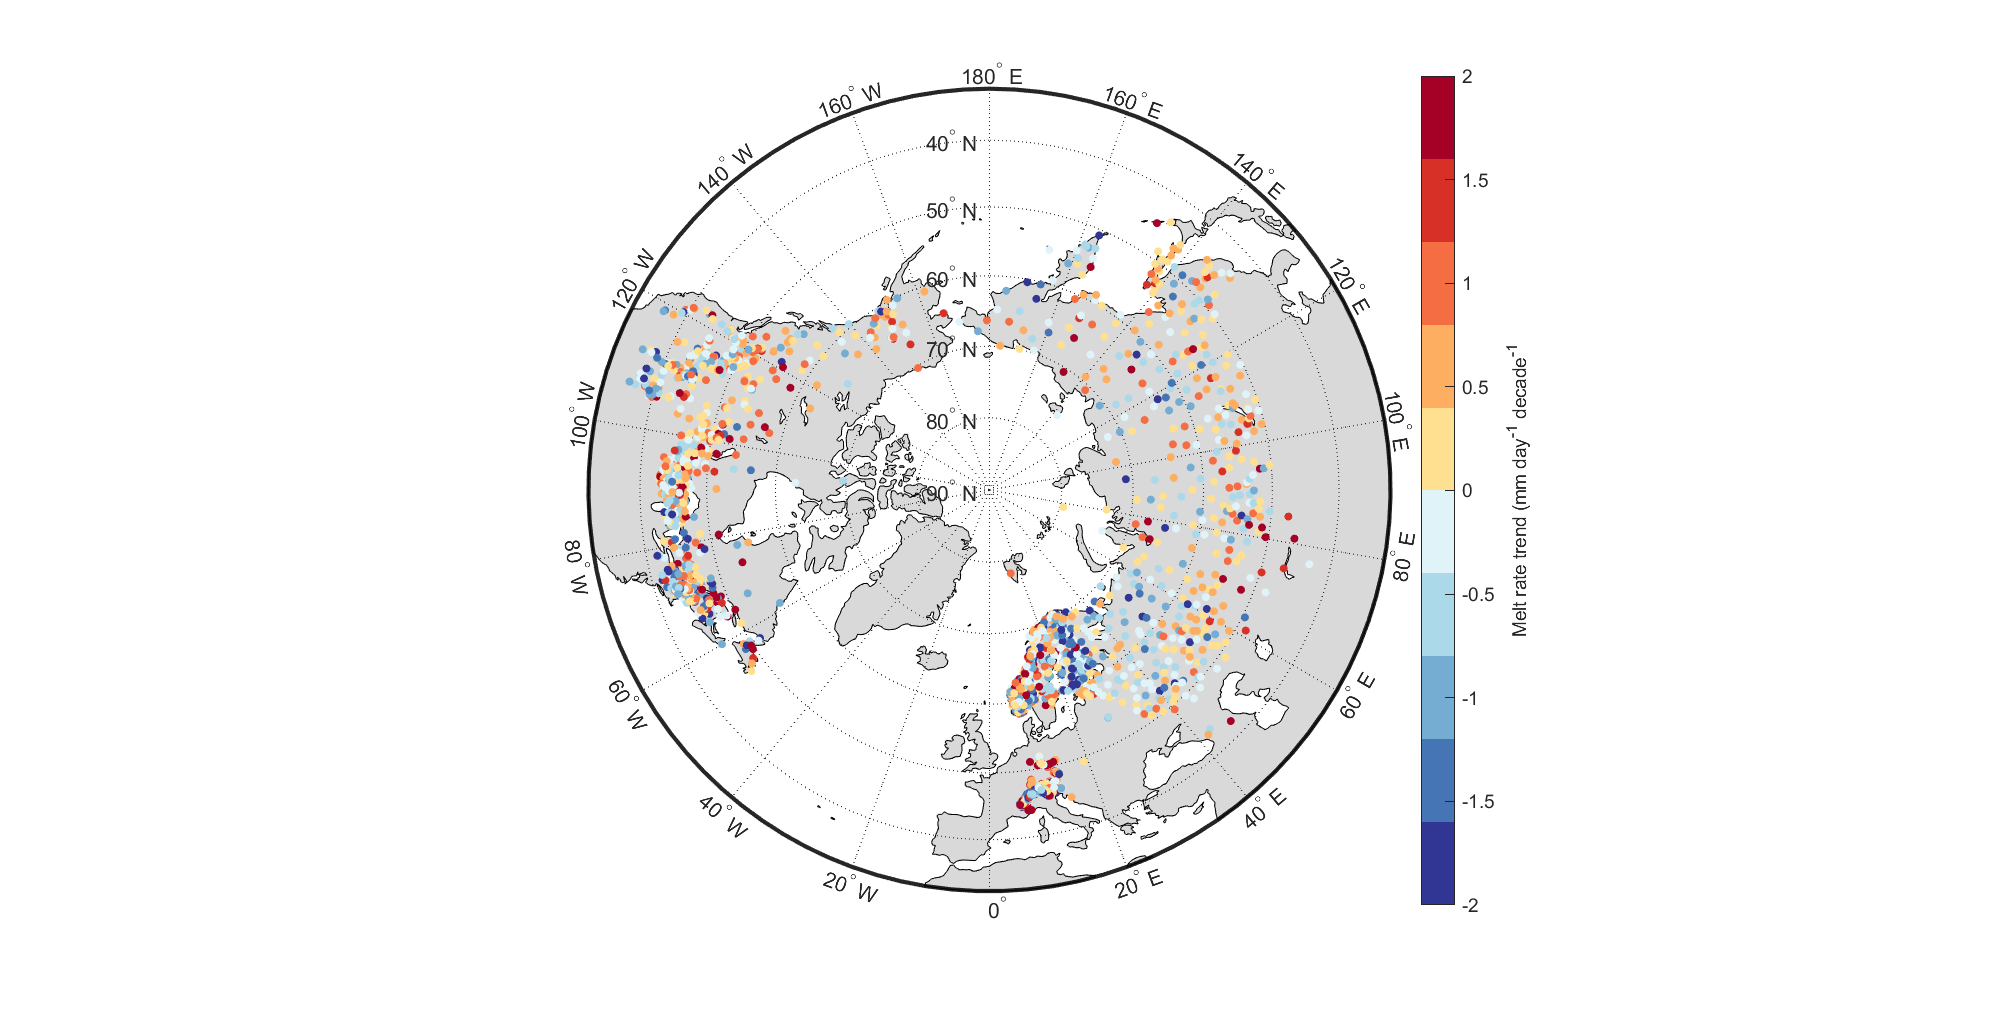 180° E
160° W
160° E
140° W
140° E
120° W
120° E
100° W
100° E
80° W
80° E
60° W
60° E
40° W
40° E
20° W
20° E
0°
40° N
50° N
60° N
70° N
80° N
90° N
2
1.5
1
0.5
0
-0.5
-1
-1.5
-2
Melt rate trend (mm day⁻¹ decade⁻¹)